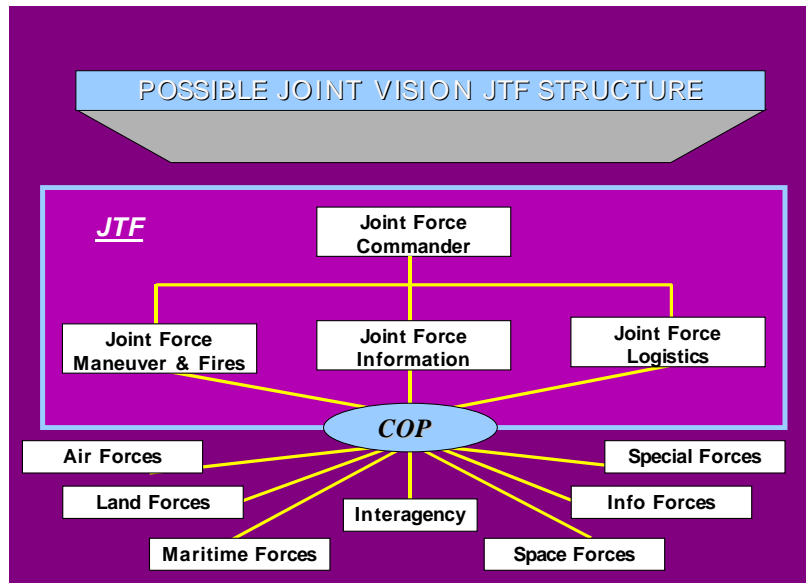 POSSIBLE JOINT VISION JTF STRUCTURE
JTF
Joint Force
Commander
Joint Force
Maneuver & Fires
Joint Force
Information
Joint Force
Logistics
COP
Air Forces
Special Forces
Land Forces
Interagency
Info Forces
Maritime Forces
Space Forces